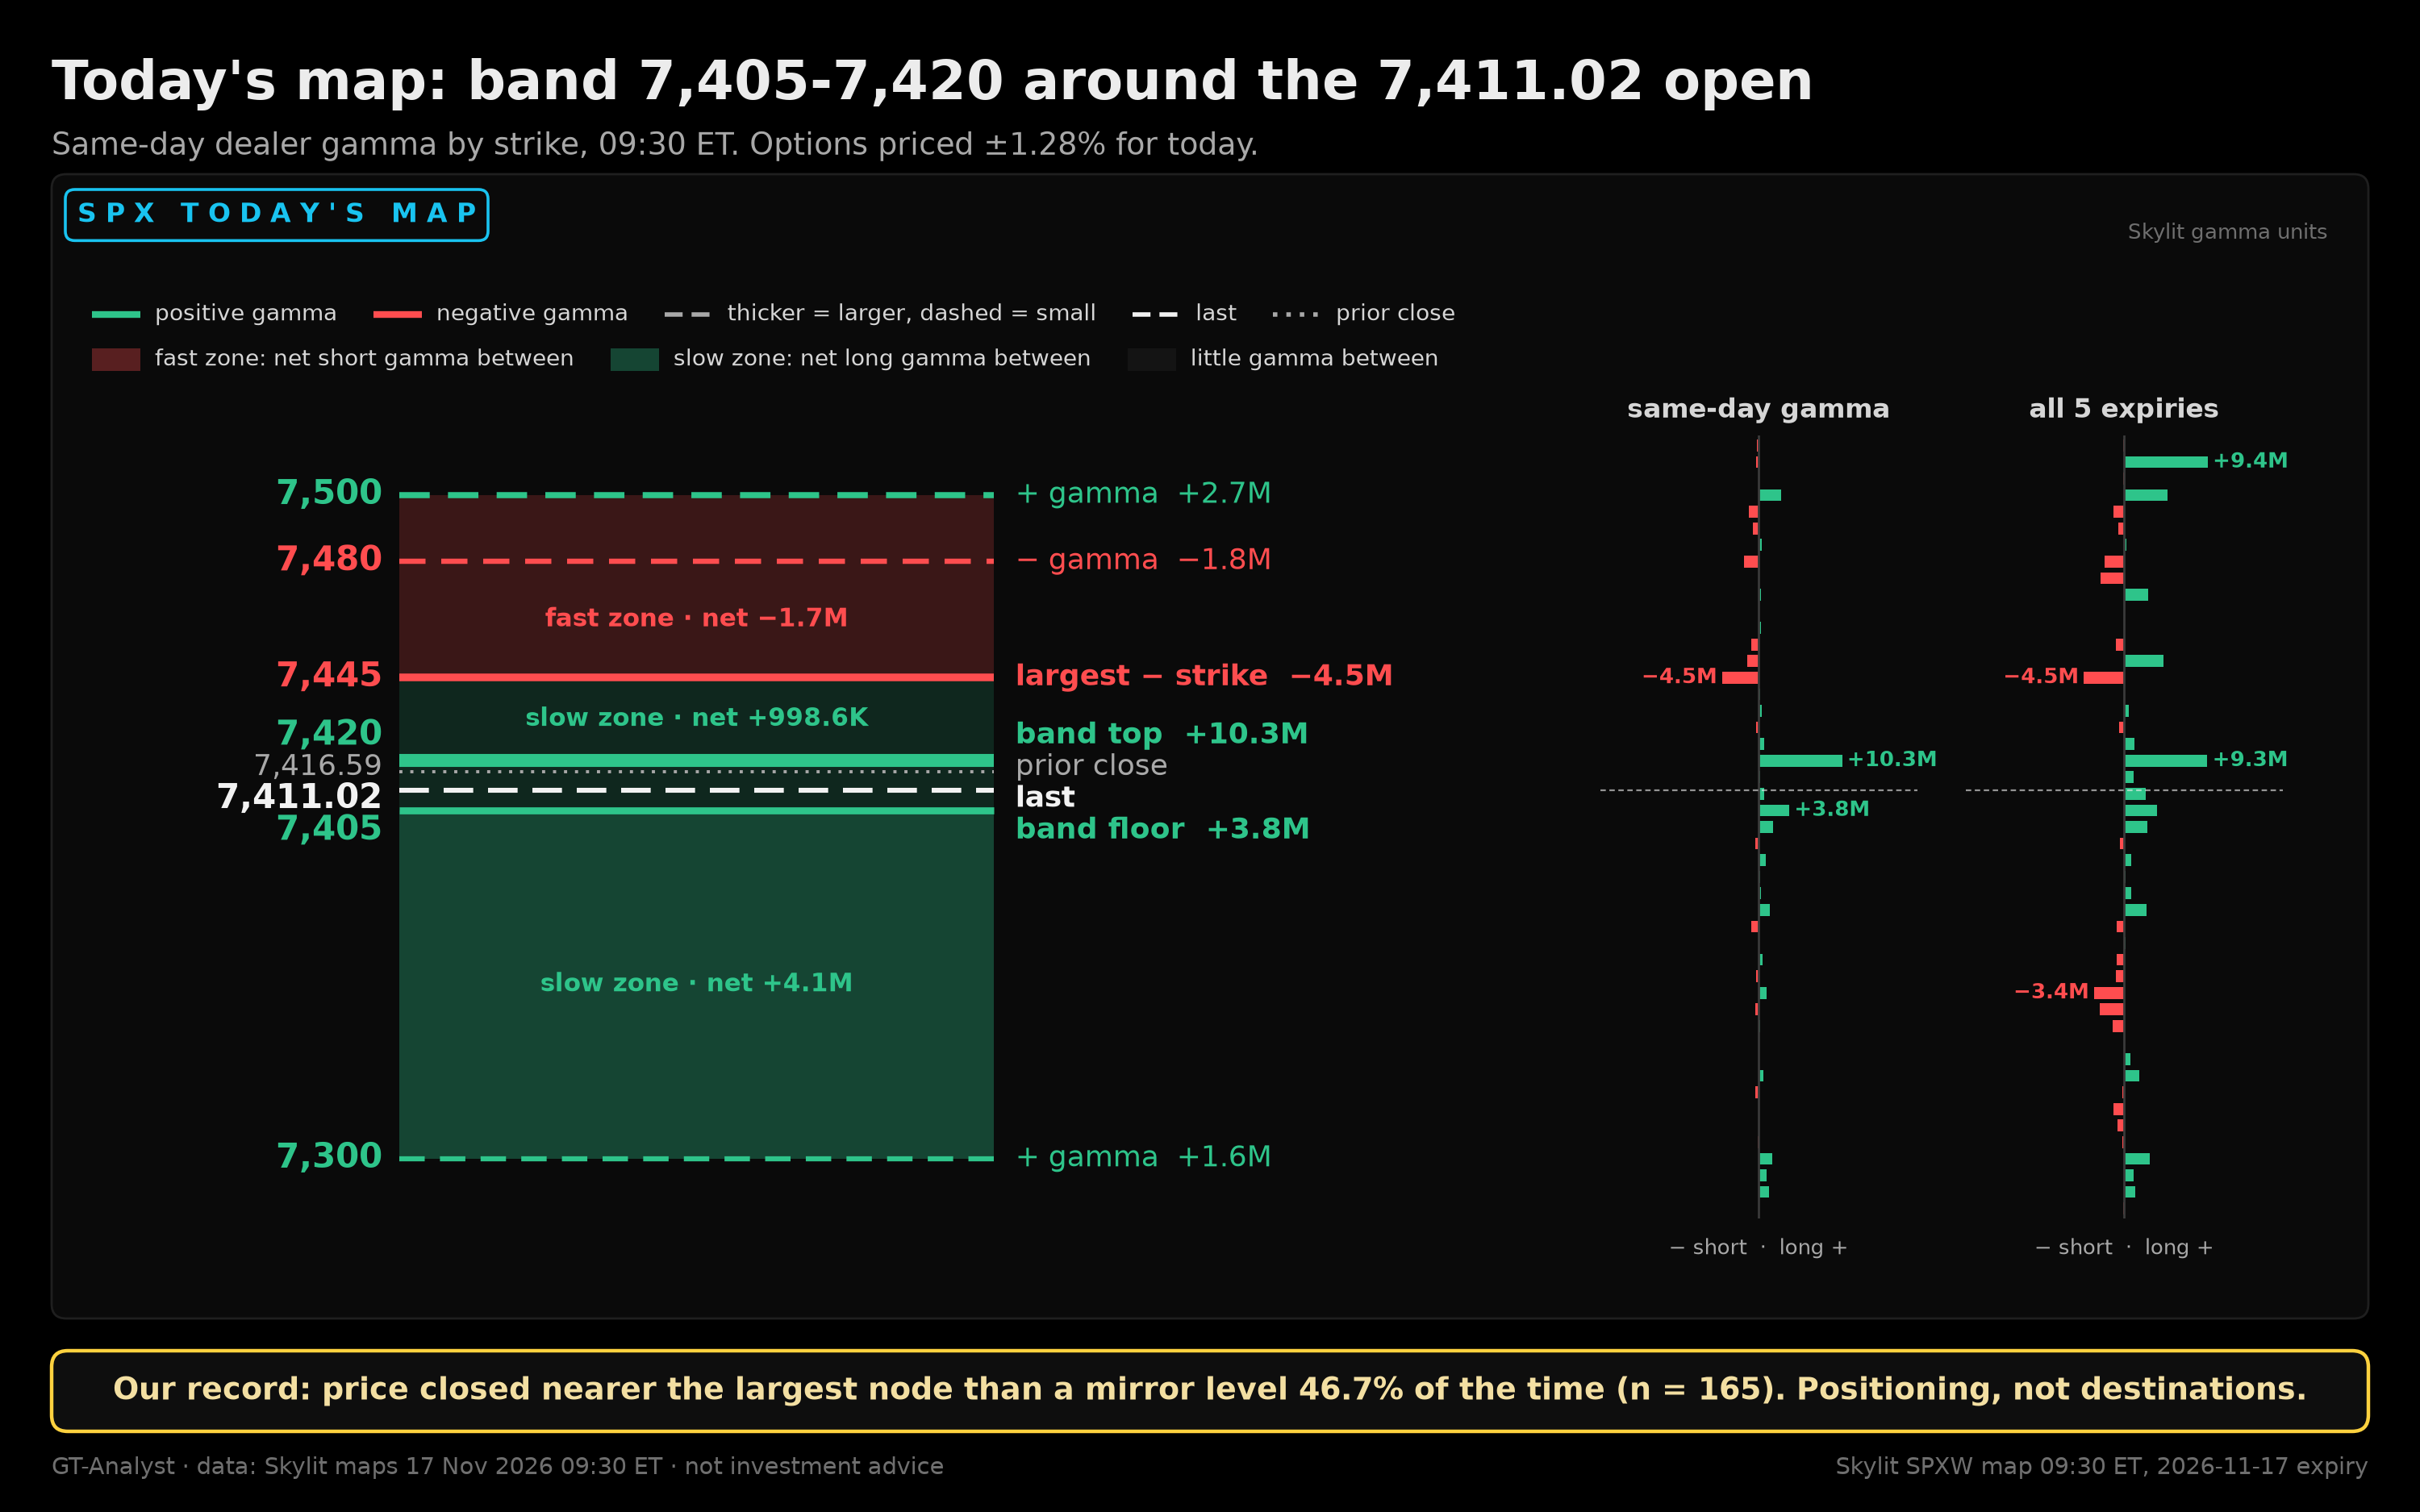 Today's map: band 7,405-7,420 around the 7,411.02 open
Same-day dealer gamma by strike, 09:30 ET. Options priced ±1.28% for today.
SPX TODAY'S MAP
Skylit gamma units
positive gamma
negative gamma
thicker = larger, dashed = small
last
prior close
fast zone: net short gamma between
slow zone: net long gamma between
little gamma between
same-day gamma
all 5 expiries
+9.4M
7,500
+ gamma +2.7M
7,480
− gamma −1.8M
fast zone · net −1.7M
7,445
largest − strike −4.5M
−4.5M
−4.5M
slow zone · net +998.6K
7,420
band top +10.3M
+10.3M
+9.3M
7,416.59
prior close
7,411.02
last
+3.8M
7,405
band floor +3.8M
slow zone · net +4.1M
−3.4M
7,300
+ gamma +1.6M
− short · long +
− short · long +
Our record: price closed nearer the largest node than a mirror level 46.7% of the time (n = 165). Positioning, not destinations.
GT-Analyst · data: Skylit maps 17 Nov 2026 09:30 ET · not investment advice
Skylit SPXW map 09:30 ET, 2026-11-17 expiry